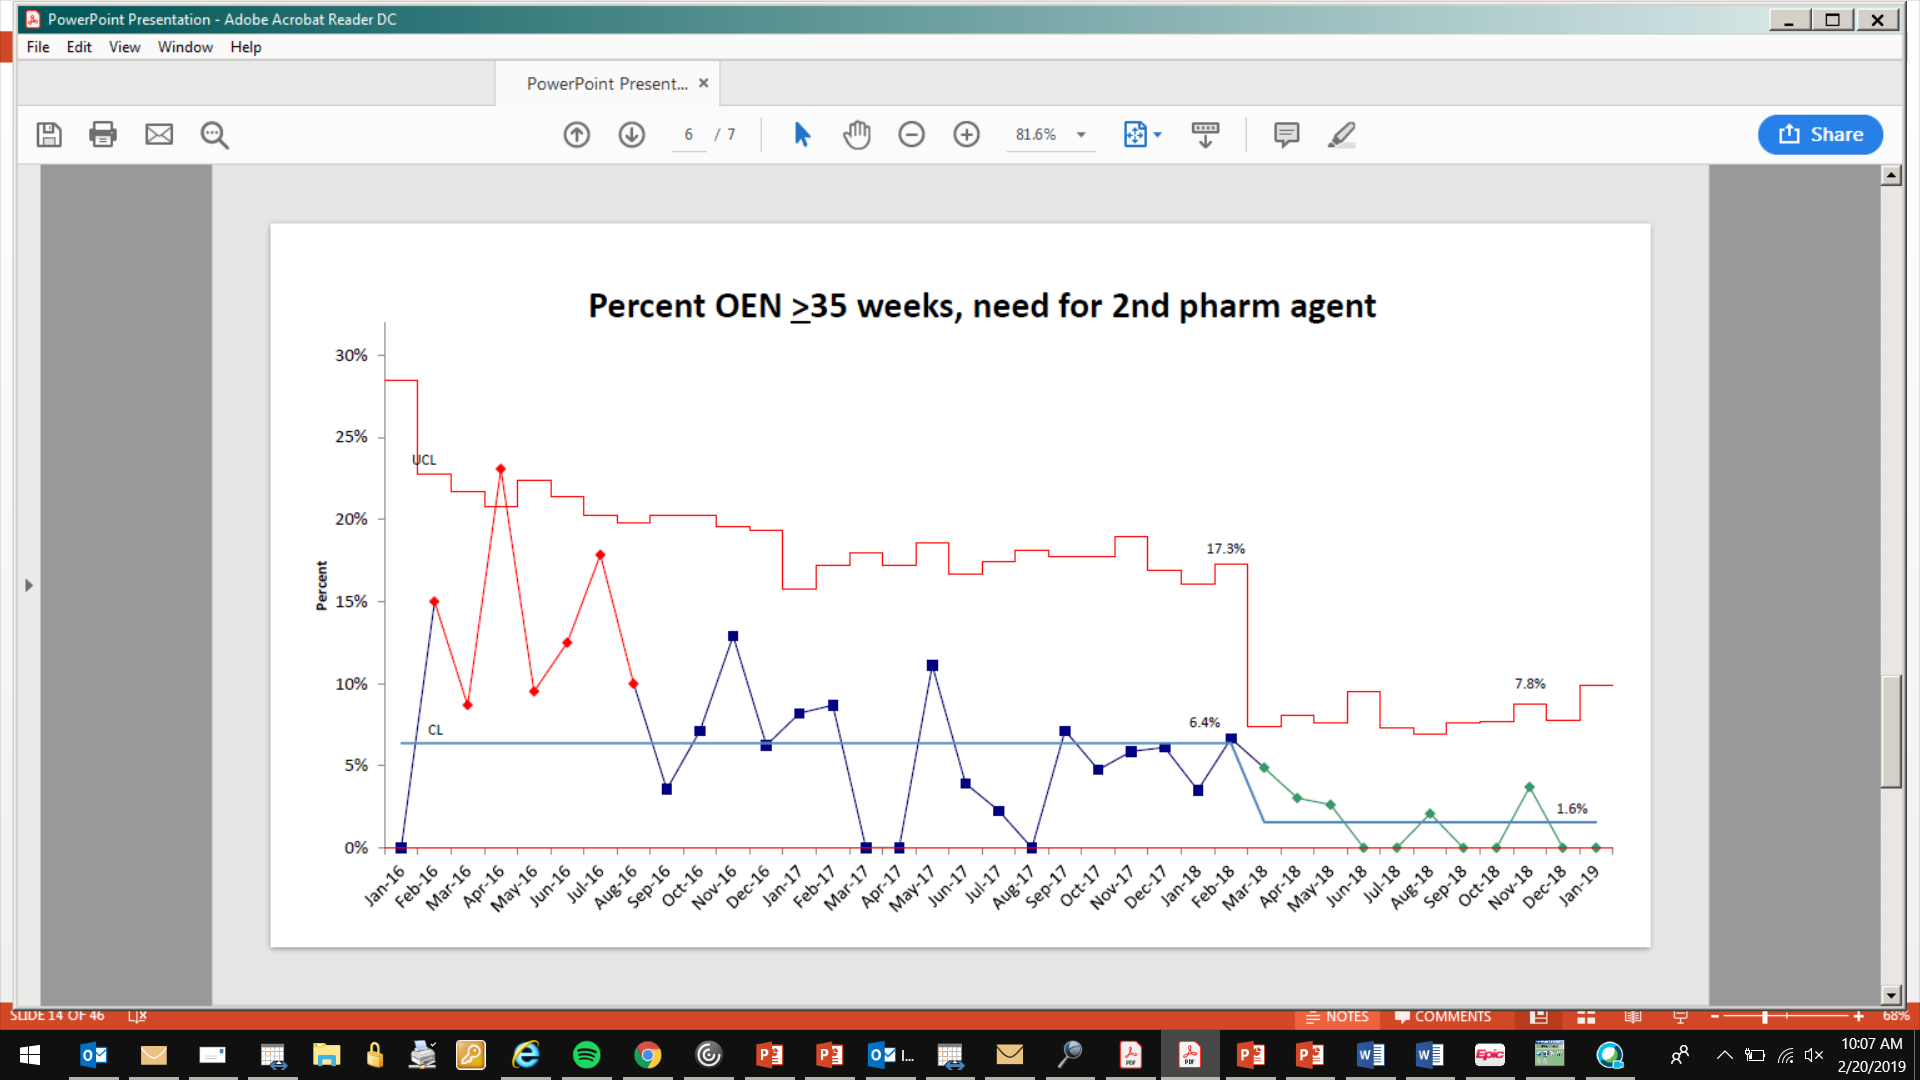 PowerPoint Presentation - Adobe Acrobat Reader DC
File Edit View Window Help
PowerPoint Present... ×
6 / 7 81.6% Share
Percent OEN >35 weeks, need for 2nd pharm agent
30%
25%
20%
15%
10%
5%
0%
Percent
UCL
CL
17.3%
6.4%
7.8%
1.6%
Jan-16
Feb-16
Mar-16
Apr-16
May-16
Jun-16
Jul-16
Aug-16
Sep-16
Oct-16
Nov-16
Dec-16
Jan-17
Feb-17
Mar-17
Apr-17
May-17
Jun-17
Jul-17
Aug-17
Sep-17
Oct-17
Nov-17
Dec-17
Jan-18
Feb-18
Mar-18
Apr-18
May-18
Jun-18
Jul-18
Aug-18
Sep-18
Oct-18
Nov-18
Dec-18
Jan-19
SLIDE 14 OF 46 NOTES COMMENTS 68%
I...
Epic
10:07 AM
2/20/2019